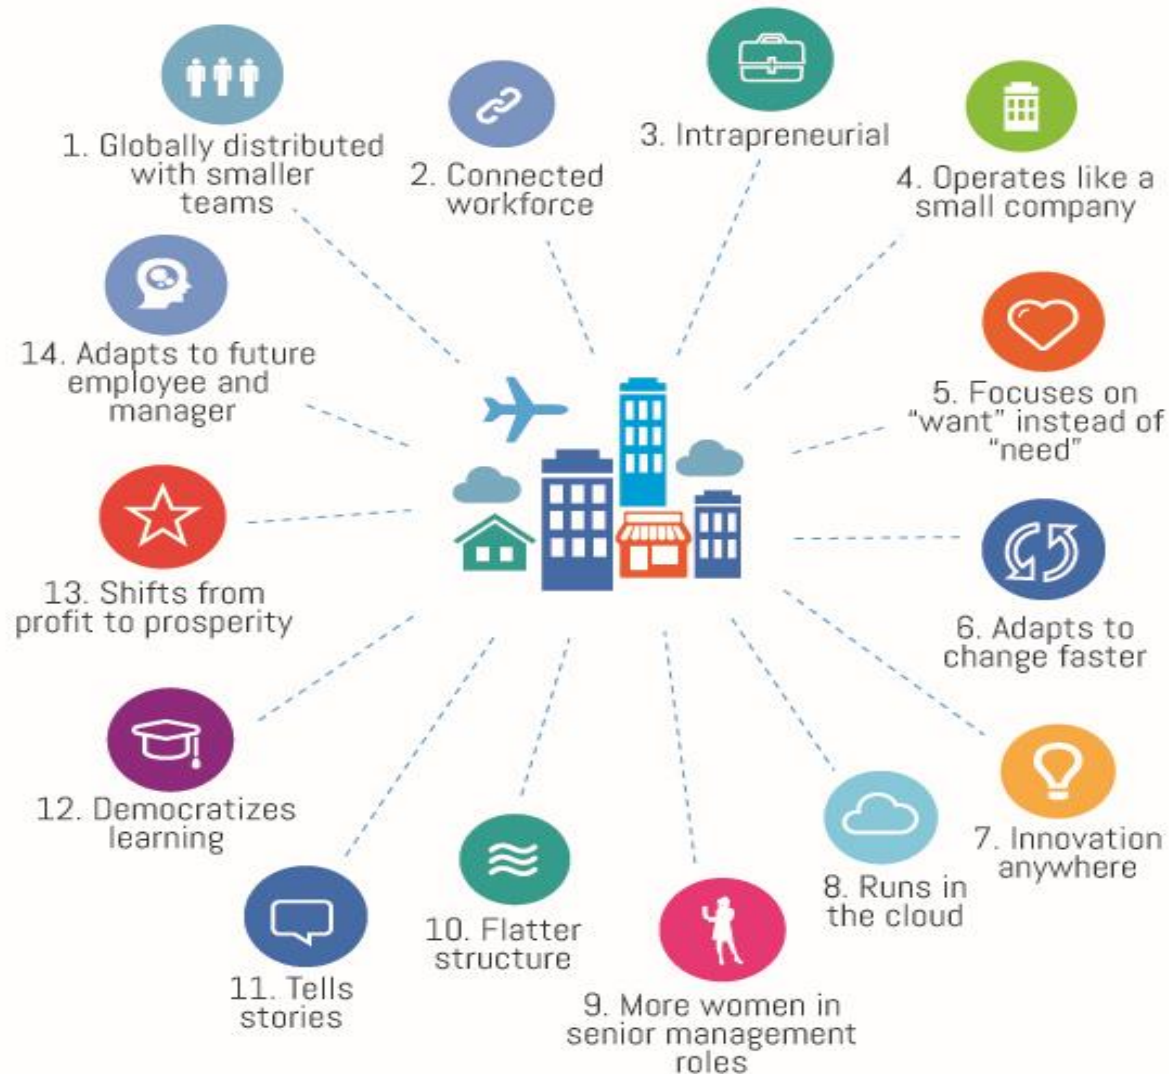 1. Globally distributed
with smaller
teams
2. Connected
workforce
3. Intrapreneurial
4. Operates like a
small company
5. Focuses on
“want” instead of
“need”
6. Adapts to
change faster
7. Innovation
anywhere
8. Runs in
the cloud
9. More women in
senior management
roles
10. Flatter
structure
11. Tells
stories
12. Democratizes
learning
13. Shifts from
profit to prosperity
14. Adapts to future
employee and
manager